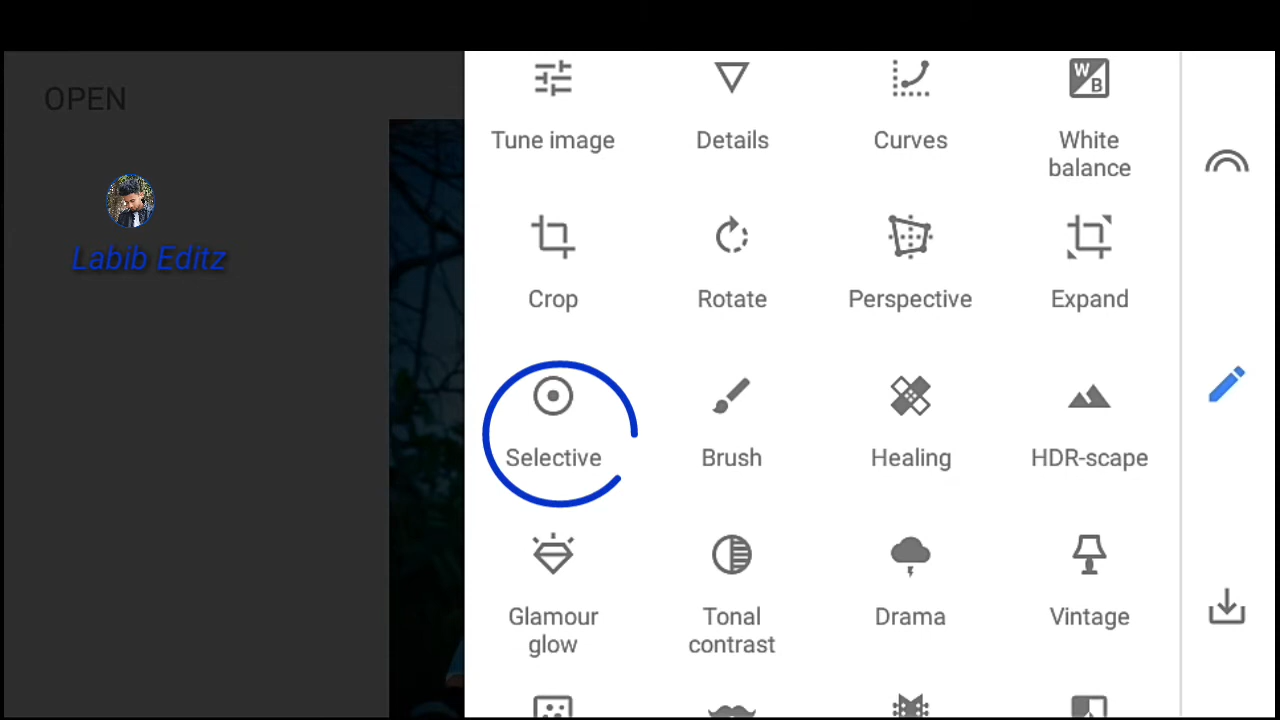 OPEN
Labib Editz
Tune image
Details
Curves
White
balance
WB
Crop
Rotate
Perspective
Expand
Selective
Brush
Healing
HDR-scape
Glamour
glow
Tonal
contrast
Drama
Vintage